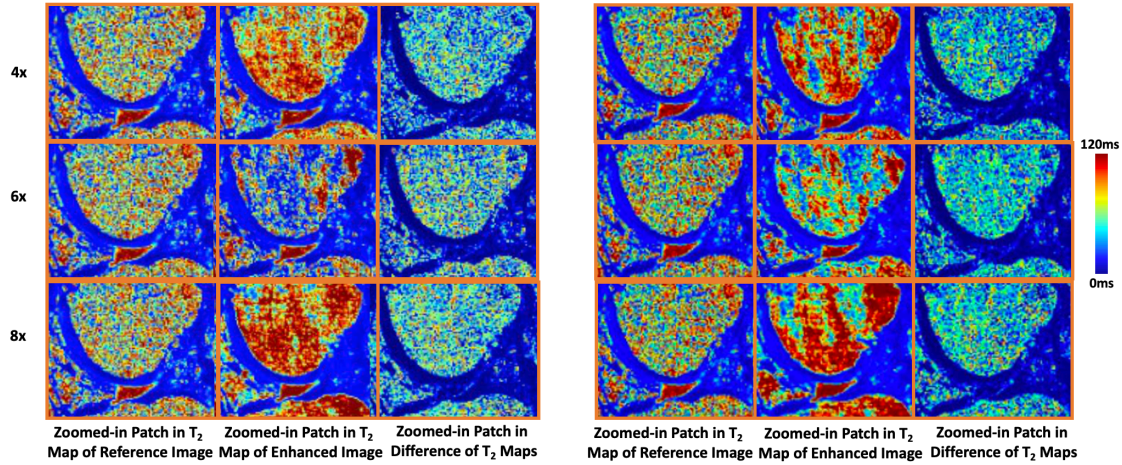 4x
6x
8x
120ms
0ms
Zoomed-in Patch in T₂
Map of Reference Image
Zoomed-in Patch in T₂
Map of Enhanced Image
Zoomed-in Patch in
Difference of T₂ Maps
Zoomed-in Patch in T₂
Map of Reference Image
Zoomed-in Patch in T₂
Map of Enhanced Image
Zoomed-in Patch in
Difference of T₂ Maps